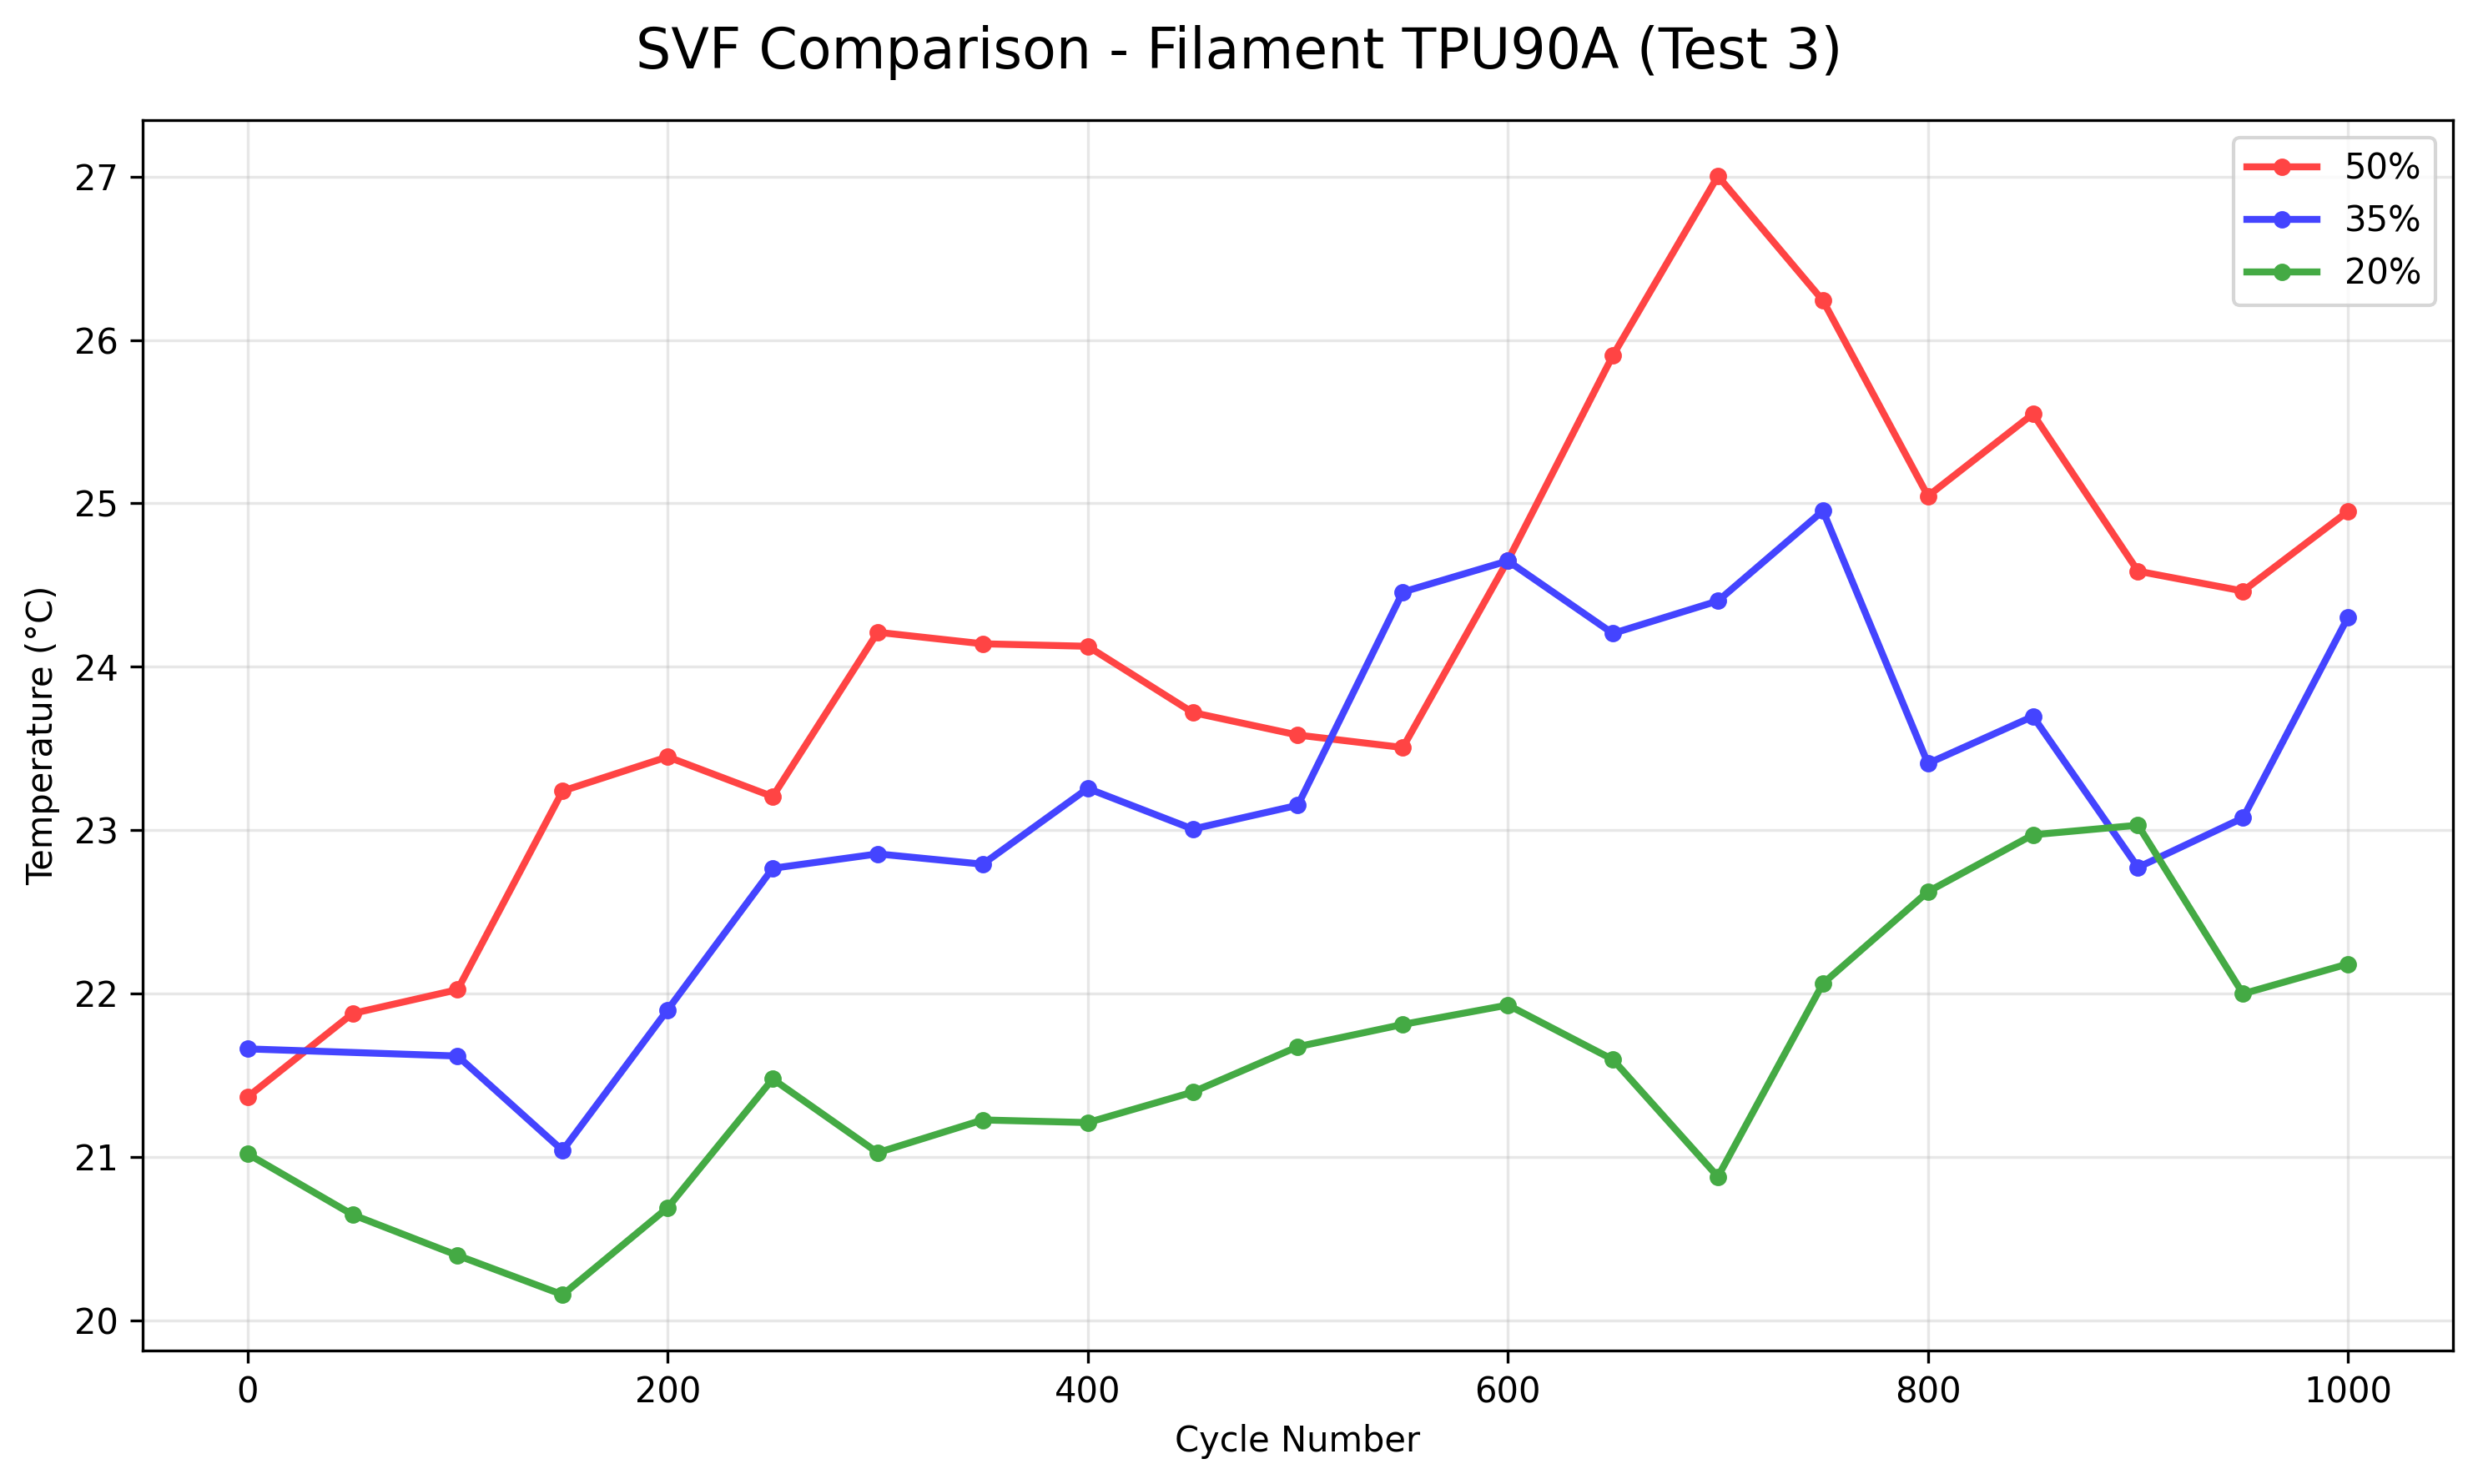 SVF Comparison - Filament TPU90A (Test 3)
50%
35%
20%
27
26
25
24
23
22
21
20
Temperature (°C)
0 200 400 600 800 1000
Cycle Number